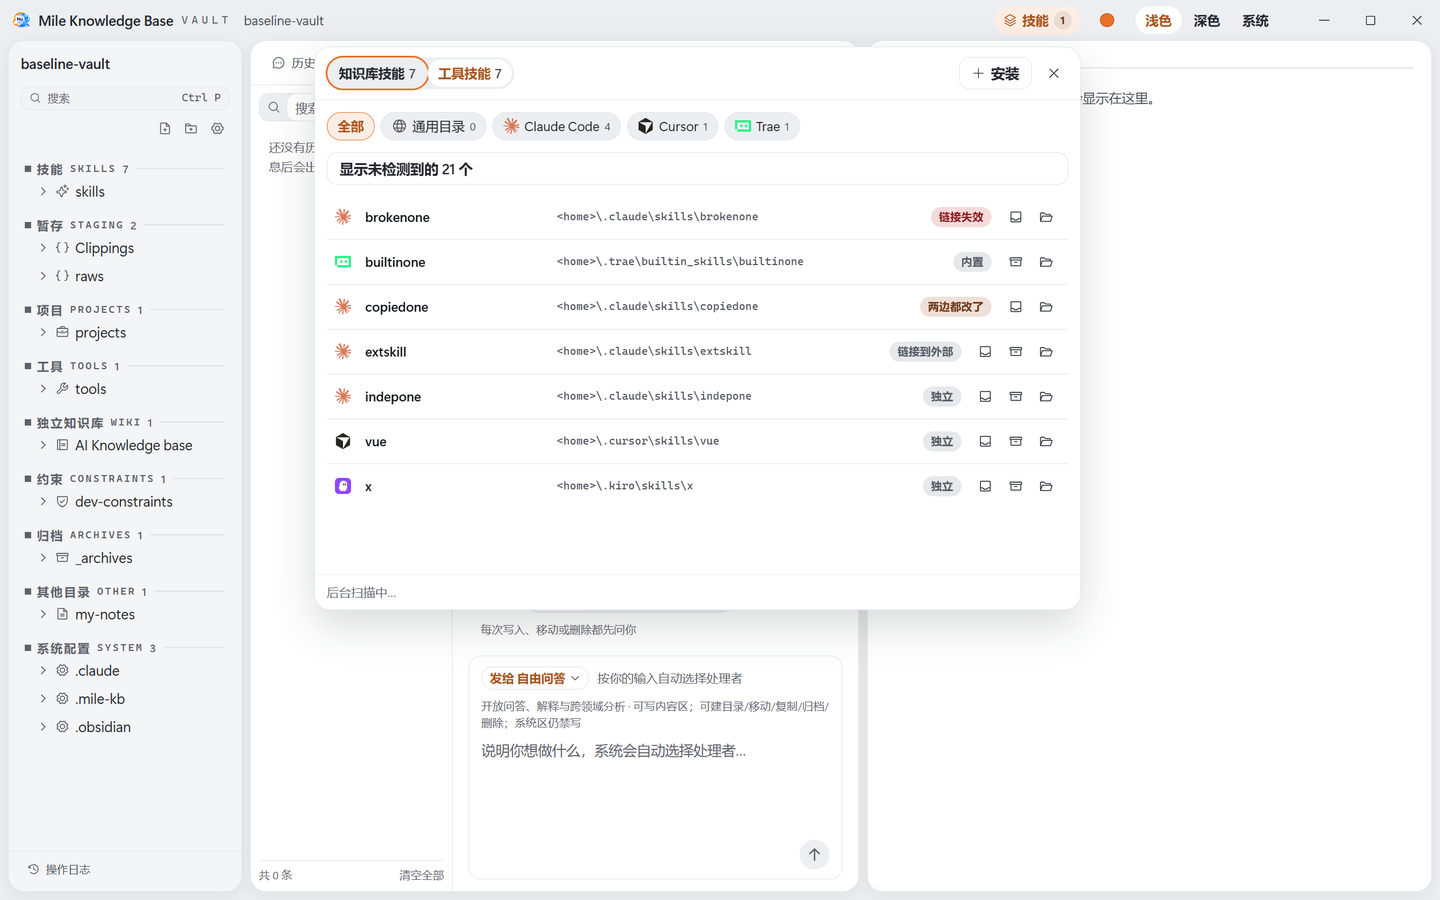 Mile Knowledge Base VAULT baseline-vault
技能 1
浅色 深色 系统
baseline-vault
搜索 Ctrl P
技能 SKILLS 7
skills
暂存 STAGING 2
Clippings
raws
项目 PROJECTS 1
projects
工具 TOOLS 1
tools
独立知识库 WIKI 1
AI Knowledge base
约束 CONSTRAINTS 1
dev-constraints
归档 ARCHIVES 1
_archives
其他目录 OTHER 1
my-notes
系统配置 SYSTEM 3
.claude
.mile-kb
.obsidian
操作日志
历史
搜索
还没有历
息后会出
共 0 条 清空全部
知识库技能 7 工具技能 7 安装
全部 通用目录 0 Claude Code 4 Cursor 1 Trae 1
显示未检测到的 21 个
brokenone <home>\.claude\skills\brokenone 链接失效
builtinone <home>\.trae\builtin_skills\builtinone 内置
copiedone <home>\.claude\skills\copiedone 两边都改了
extskill <home>\.claude\skills\extskill 链接到外部
indepone <home>\.claude\skills\indepone 独立
vue <home>\.cursor\skills\vue 独立
x <home>\.kiro\skills\x 独立
后台扫描中...
每次写入、移动或删除都先问你
发给 自由问答 按你的输入自动选择处理者
开放问答、解释与跨领域分析 · 可写内容区；可建目录/移动/复制/归档/
删除；系统区仍禁写
说明你想做什么，系统会自动选择处理者...
显示在这里。